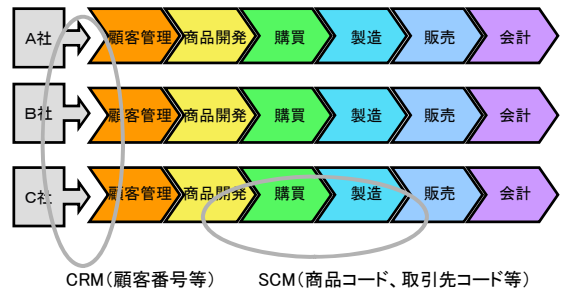 A社 顧客管理 商品開発 購買 製造 販売 会計
B社 顧客管理 商品開発 購買 製造 販売 会計
C社 顧客管理 商品開発 購買 製造 販売 会計
CRM（顧客番号等） SCM（商品コード、取引先コード等）